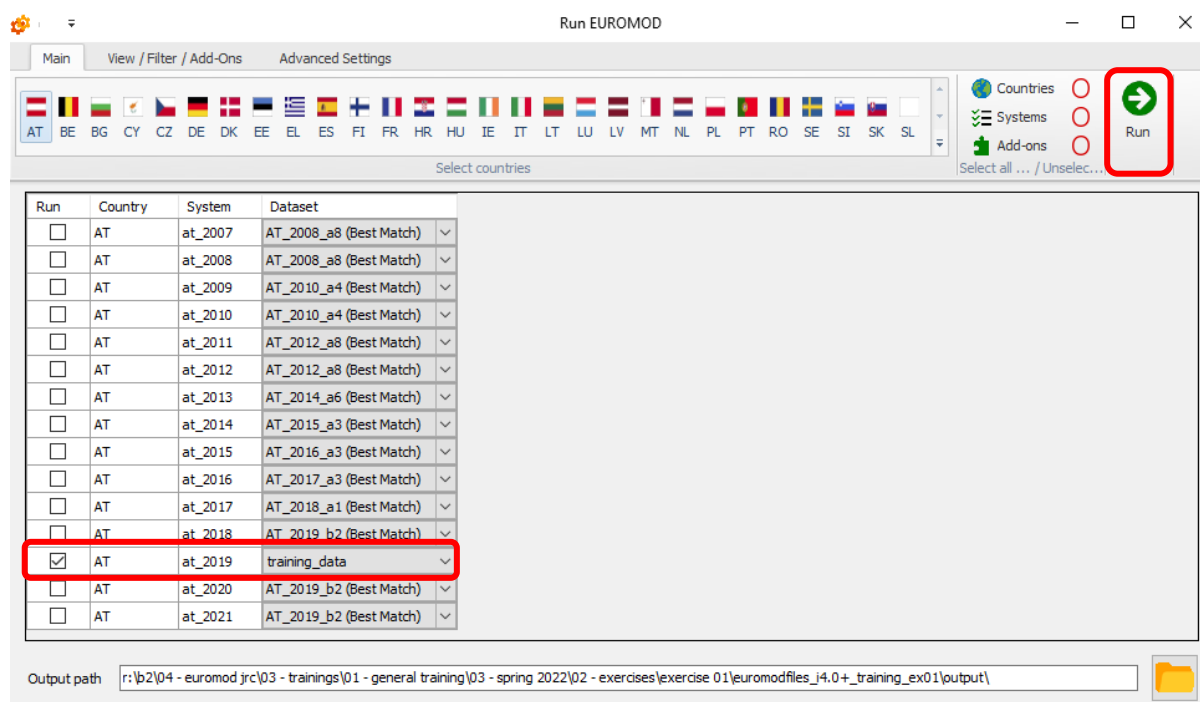 Run EUROMOD
Main View / Filter / Add-Ons Advanced Settings
AT BE BG CY CZ DE DK EE EL ES FI FR HR HU IE IT LT LU LV MT NL PL PT RO SE SI SK SL
Select countries
Countries
Systems
Add-ons
Select all ... / Unselec...
Run
Run Country System Dataset
AT at_2007 AT_2008_a8 (Best Match)
AT at_2008 AT_2008_a8 (Best Match)
AT at_2009 AT_2010_a4 (Best Match)
AT at_2010 AT_2010_a4 (Best Match)
AT at_2011 AT_2012_a8 (Best Match)
AT at_2012 AT_2012_a8 (Best Match)
AT at_2013 AT_2014_a6 (Best Match)
AT at_2014 AT_2015_a3 (Best Match)
AT at_2015 AT_2016_a3 (Best Match)
AT at_2016 AT_2017_a3 (Best Match)
AT at_2017 AT_2018_a1 (Best Match)
AT at_2018 AT_2019_b2 (Best Match)
AT at_2019 training_data
AT at_2020 AT_2019_b2 (Best Match)
AT at_2021 AT_2019_b2 (Best Match)
Output path r:\b2\04 - euromod jrc\03 - trainings\01 - general training\03 - spring 2022\02 - exercises\exercise 01\euromodfiles_i4.0+_training_ex01\output\